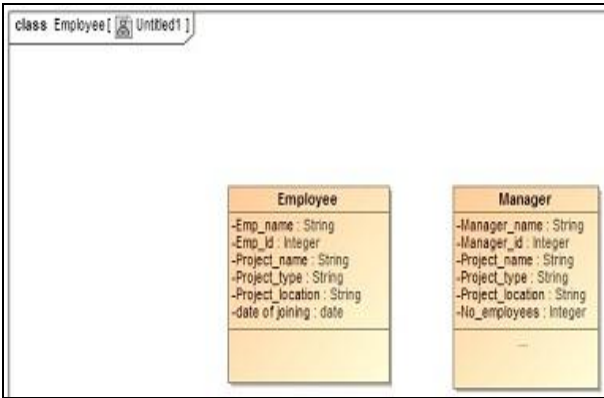 class Employee [ Untitled1 ]
Employee
-Emp_name : String
-Emp_Id : Integer
-Project_name : String
-Project_type : String
-Project_location : String
-date of joining : date
Manager
-Manager_name : String
-Manager_id : Integer
-Project_name : String
-Project_type : String
-Project_location : String
-No_employees : Integer
....